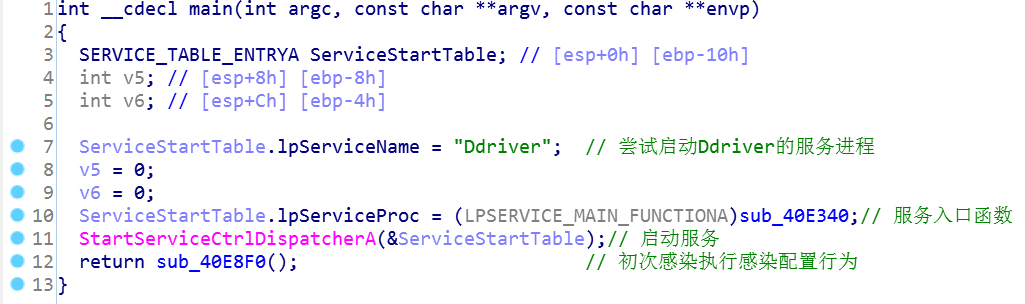 1 int __cdecl main(int argc, const char **argv, const char **envp)
2 {
3 SERVICE_TABLE_ENTRYA ServiceStartTable; // [esp+0h] [ebp-10h]
4 int v5; // [esp+8h] [ebp-8h]
5 int v6; // [esp+Ch] [ebp-4h]
6
7 ServiceStartTable.lpServiceName = "Ddriver"; // 尝试启动Ddriver的服务进程
8 v5 = 0;
9 v6 = 0;
10 ServiceStartTable.lpServiceProc = (LPSERVICE_MAIN_FUNCTIONA)sub_40E340;// 服务入口函数
11 StartServiceCtrlDispatcherA(&ServiceStartTable);// 启动服务
12 return sub_40E8F0(); // 初次感染执行感染配置行为
13 }